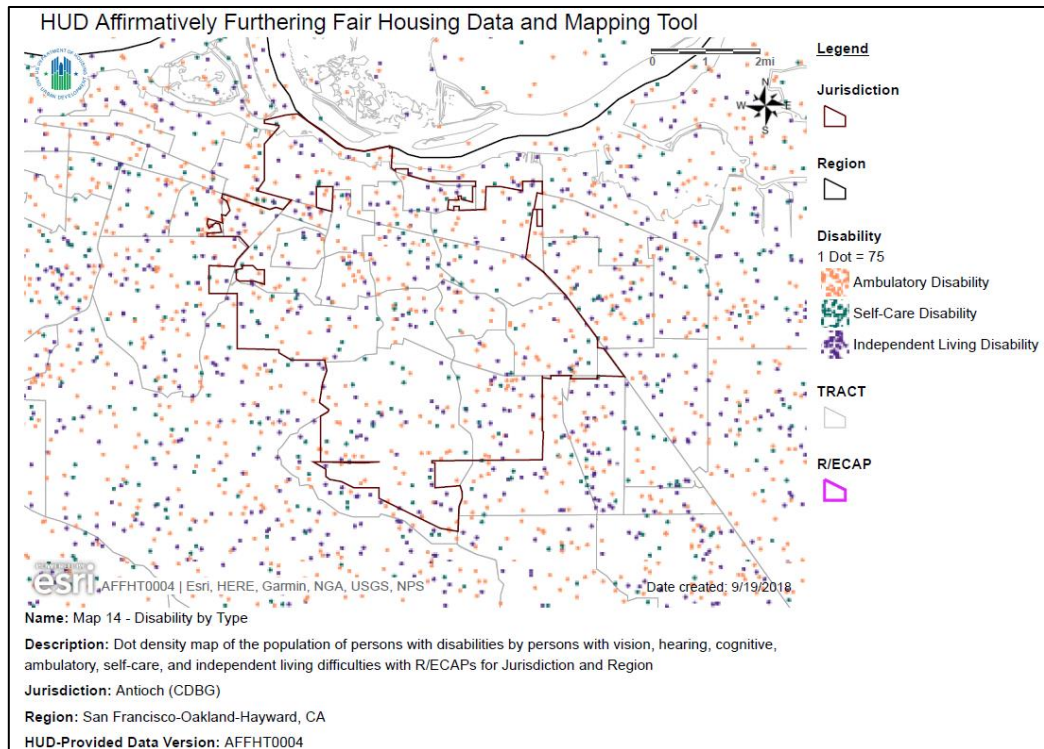 HUD Affirmatively Furthering Fair Housing Data and Mapping Tool
0 1 2mi
N
W E
S
Legend
Jurisdiction
Region
Disability
1 Dot = 75
Ambulatory Disability
Self-Care Disability
Independent Living Disability
TRACT
R/ECAP
esri
AFFHT0004 | Esri, HERE, Garmin, NGA, USGS, NPS
Date created: 9/19/2018
Name: Map 14 - Disability by Type
Description: Dot density map of the population of persons with disabilities by persons with vision, hearing, cognitive,
ambulatory, self-care, and independent living difficulties with R/ECAPs for Jurisdiction and Region
Jurisdiction: Antioch (CDBG)
Region: San Francisco-Oakland-Hayward, CA
HUD-Provided Data Version: AFFHT0004